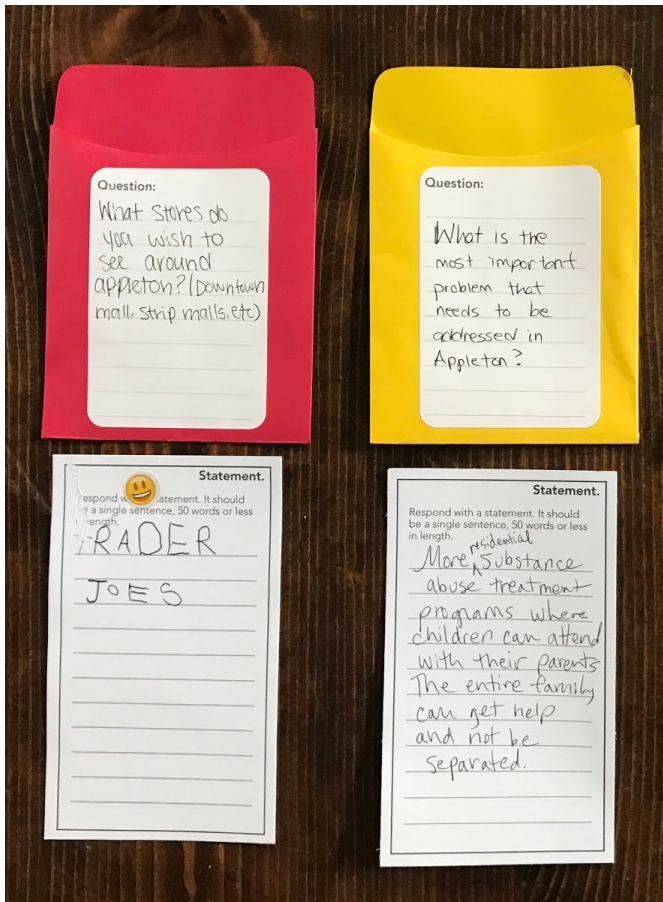 Question:
What stores do
you wish to
see around
appleton? (Downtown
mall, strip malls, etc)
Question:
What is the
most important
problem that
needs to be
addressed in
Appleton?
Statement.
espond w atement. It should
e a single sentence, 50 words or less
ength.
TRADER
JOES
Statement.
Respond with a statement. It should
be a single sentence, 50 words or less
in length.
More residential Substance
abuse treatment
programs where
children can attend
with their parents
The entire family
can get help
and not be
separated.